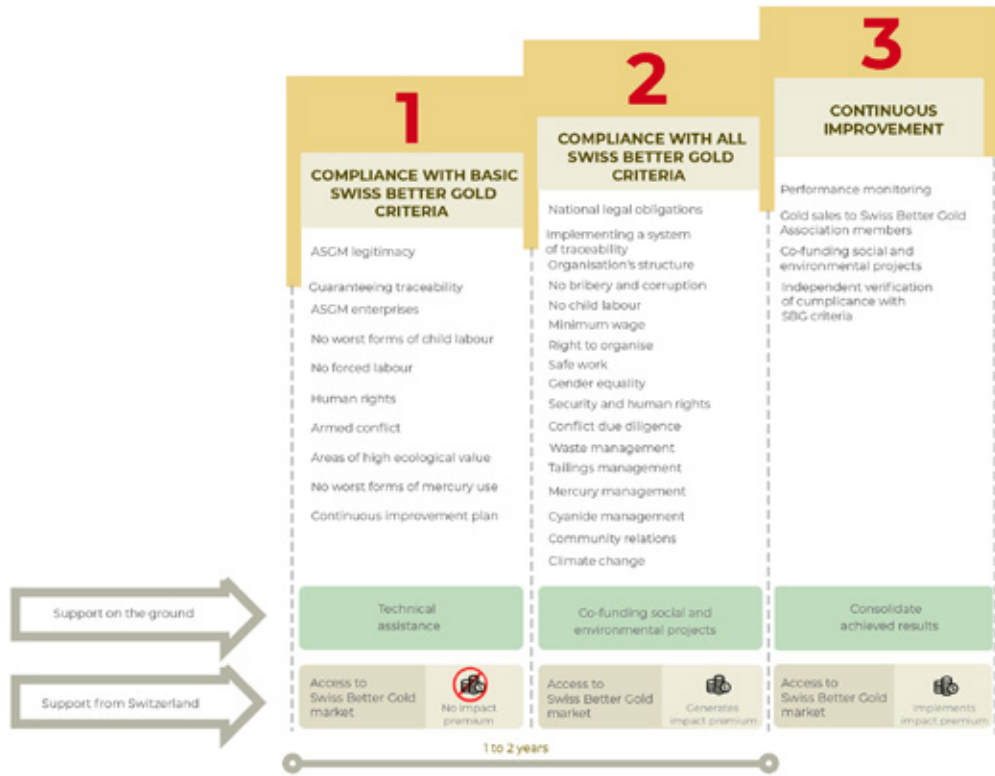 1
COMPLIANCE WITH BASIC
SWISS BETTER GOLD
CRITERIA
ASGM legitimacy
Guaranteeing traceability
ASGM enterprises
No worst forms of child labour
No forced labour
Human rights
Armed conflict
Areas of high ecological value
No worst forms of mercury use
Continuous improvement plan
2
COMPLIANCE WITH ALL
SWISS BETTER GOLD
CRITERIA
National legal obligations
Implementing a system
of traceability
Organisation's structure
No bribery and corruption
No child labour
Minimum wage
Right to organise
Safe work
Gender equality
Security and human rights
Conflict due diligence
Waste management
Tailings management
Mercury management
Cyanide management
Community relations
Climate change
3
CONTINUOUS
IMPROVEMENT
Performance monitoring
Gold sales to Swiss Better Gold
Association members
Co-funding social and
environmental projects
Independent verification
of cumplicance with
SBG criteria
Support on the ground
Technical
assistance
Co-funding social and
environmental projects
Consolidate
achieved results
Support from Switzerland
Access to
Swiss Better Gold
market
No impact
premium
Access to
Swiss Better Gold
market
Generates
impact premium
Access to
Swiss Better Gold
market
Implements
impact premium
1 to 2 years